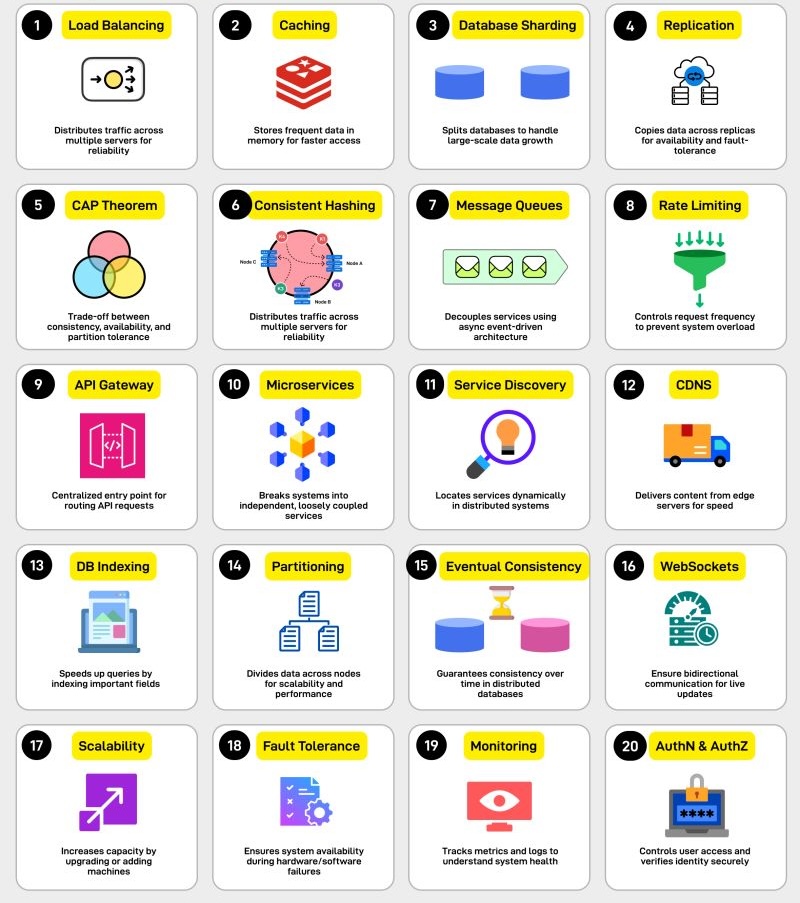 1 Load Balancing
Distributes traffic across
multiple servers for
reliability
2 Caching
Stores frequent data in
memory for faster access
3 Database Sharding
Splits databases to handle
large-scale data growth
4 Replication
Copies data across replicas
for availability and fault-
tolerance
5 CAP Theorem
Trade-off between
consistency, availability, and
partition tolerance
6 Consistent Hashing
Node C
Node A
Node B
Distributes traffic across
multiple servers for
reliability
7 Message Queues
Decouples services using
async event-driven
architecture
8 Rate Limiting
Controls request frequency
to prevent system overload
9 API Gateway
</>
Centralized entry point for
routing API requests
10 Microservices
Breaks systems into
independent, loosely coupled
services
11 Service Discovery
Locates services dynamically
in distributed systems
12 CDNS
Delivers content from edge
servers for speed
13 DB Indexing
Speeds up queries by
indexing important fields
14 Partitioning
Divides data across nodes
for scalability and
performance
15 Eventual Consistency
Guarantees consistency over
time in distributed
databases
16 WebSockets
Ensure bidirectional
communication for live
updates
17 Scalability
Increases capacity by
upgrading or adding
machines
18 Fault Tolerance
Ensures system availability
during hardware/software
failures
19 Monitoring
Tracks metrics and logs to
understand system health
20 AuthN & AuthZ
****
Controls user access and
verifies identity securely